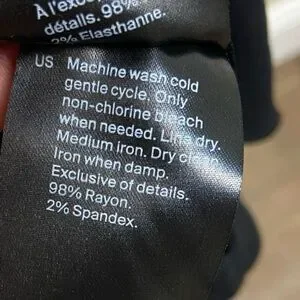 À l'exce
détails. 98%
2% Elasthanne.
US Machine wash cold
gentle cycle. Only
non-chlorine bleach
when needed. Line dry.
Medium iron. Dry clean
Iron when damp.
Exclusive of details.
98% Rayon.
2% Spandex.